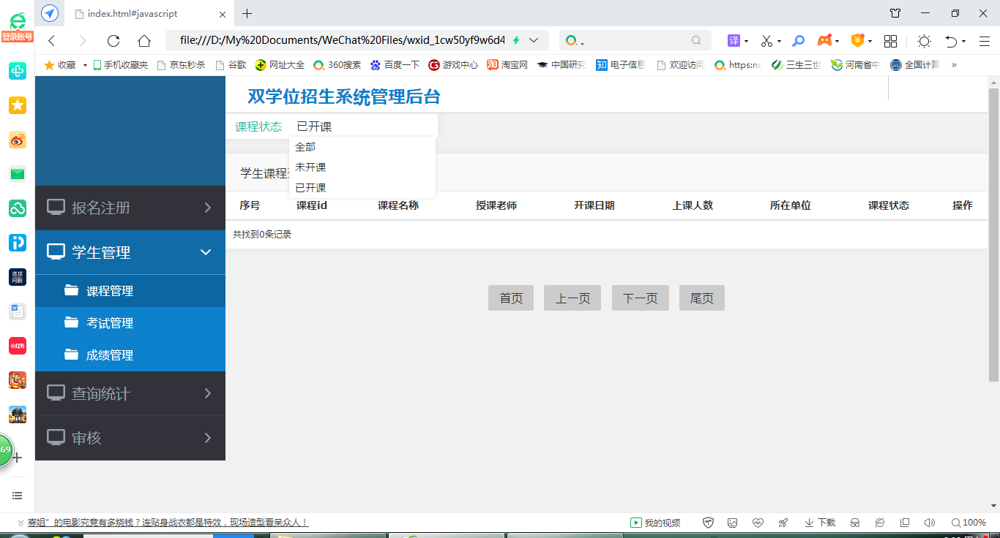 index.html#javascript
登录账号
file:///D:/My%20Documents/WeChat%20Files/wxid_1cw50yf9w6d4
译
收藏 手机收藏夹 京东秒杀 谷歌 网址大全 360搜索 百度一下 游戏中心 淘宝网 中国研究 电子信息 欢迎访问 https:nc 三生三世 河南省中 全国计算 »
双学位招生系统管理后台
课程状态 已开课
全部
未开课
已开课
学生课程
序号 课程id 课程名称 授课老师 开课日期 上课人数 所在单位 课程状态 操作
共找到0条记录
首页 上一页 下一页 尾页
报名注册
学生管理
课程管理
考试管理
成绩管理
查询统计
审核
环球网校
小红书
69
寡姐”的电影究竟有多烧钱？连贴身战衣都是特效，现场造型看呆众人！
我的视频 下载 100%